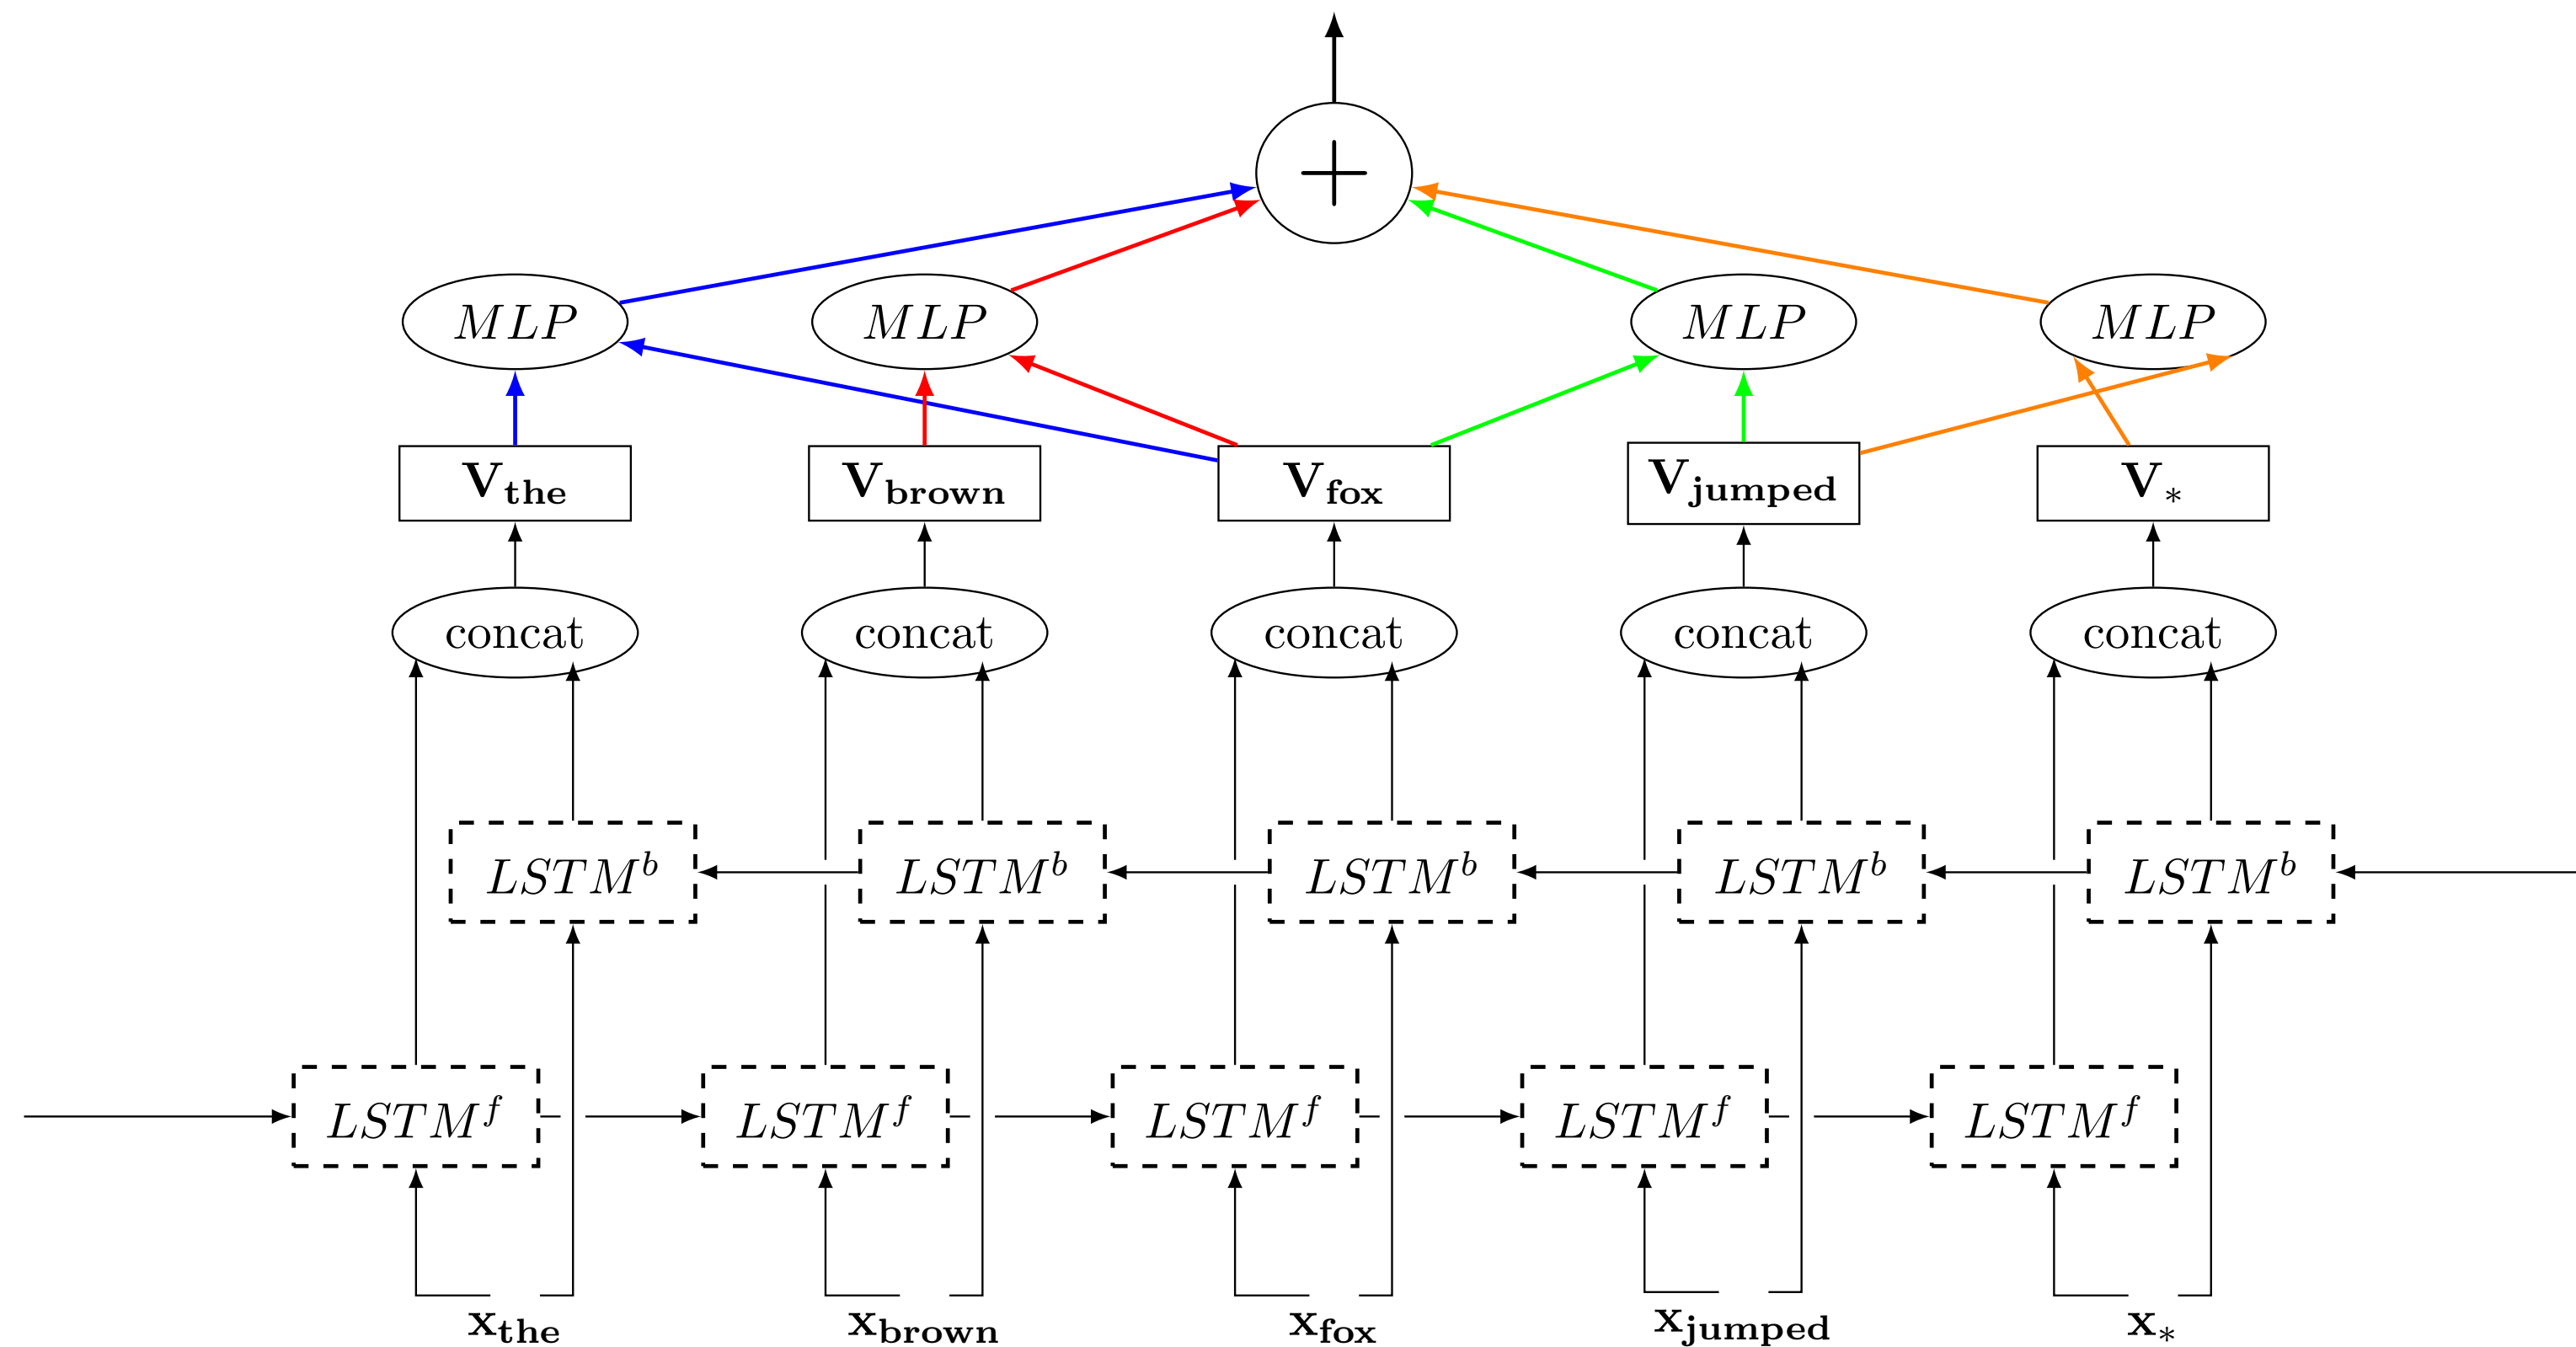 +
MLP MLP MLP MLP
V_the V_brown V_fox V_jumped V_*
concat concat concat concat concat
LSTM^b LSTM^b LSTM^b LSTM^b LSTM^b
LSTM^f LSTM^f LSTM^f LSTM^f LSTM^f
x_the x_brown x_fox x_jumped x_*